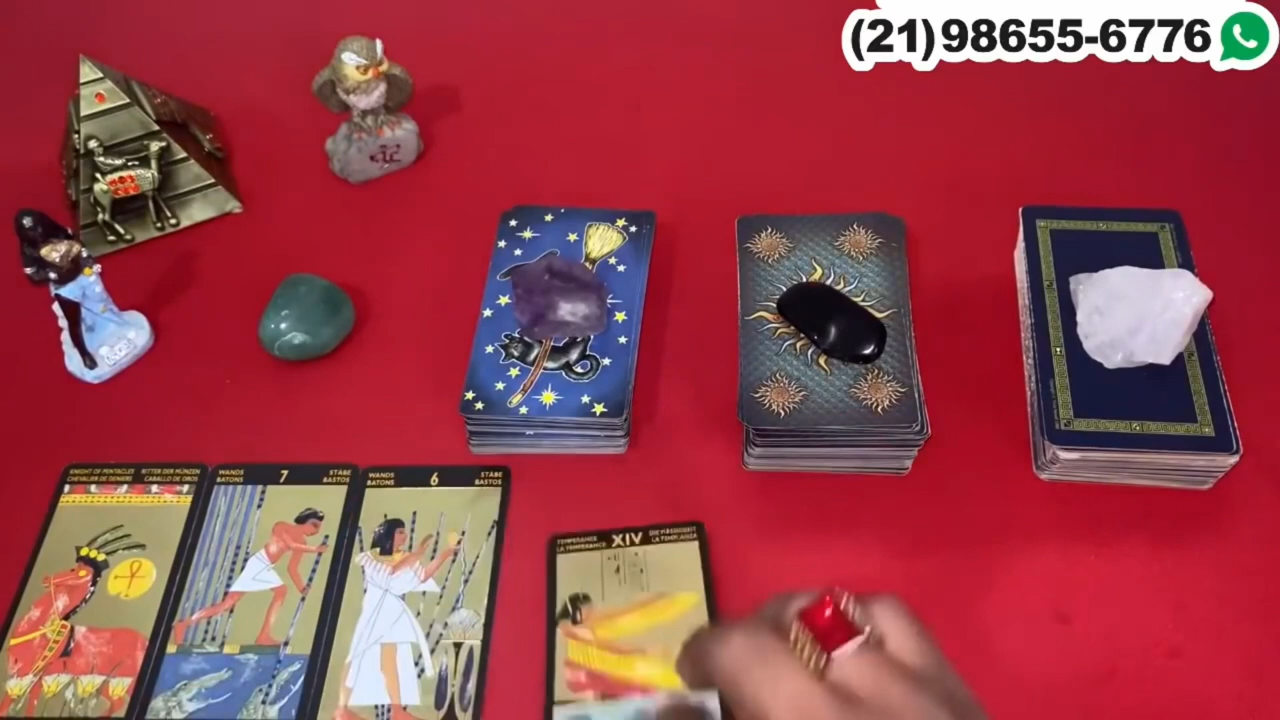 (21)98655-6776
KNIGHT OF PENTACLES RITTER DER MÜNZEN
CHEVALIER DE DENIERS CABALLO DE OROS
WANDS 7 STÄBE
BATONS BASTOS
WANDS 6 STÄBE
BATONS BASTOS
TEMPERANCE XIV DIE MÄSSIGKEIT
LA TEMPERANCE LA TEMPLANZA